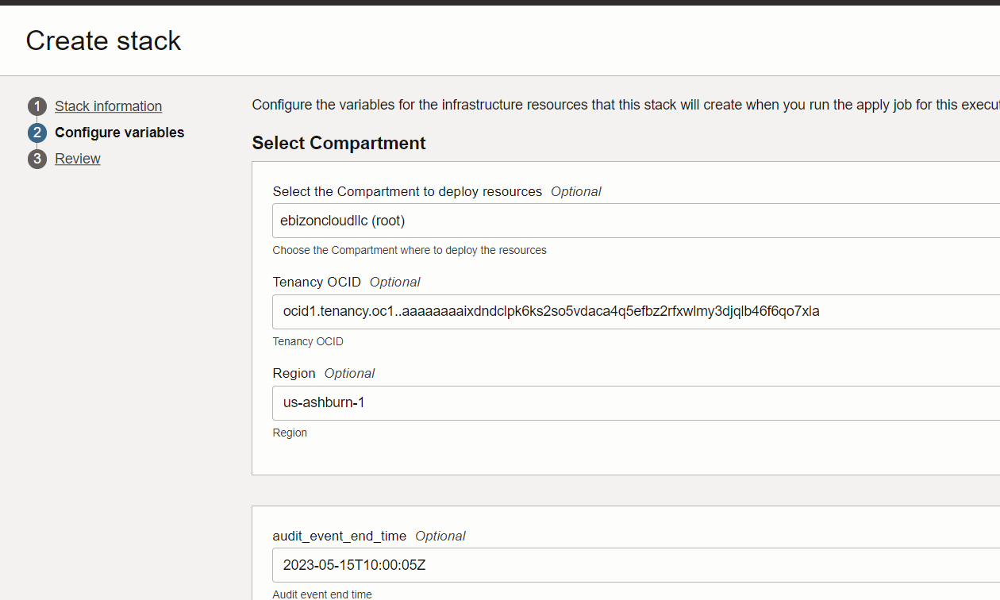 Create stack
1 Stack information
2 Configure variables
3 Review
Configure the variables for the infrastructure resources that this stack will create when you run the apply job for this
Select Compartment
Select the Compartment to deploy resources Optional
ebizoncloudllc (root)
Choose the Compartment where to deploy the resources
Tenancy OCID Optional
ocid1.tenancy.oc1..aaaaaaaaixdndclpk6ks2so5vdaca4q5efbz2rfxwlmy3djqlb46f6qo7xla
Tenancy OCID
Region Optional
us-ashburn-1
Region
audit_event_end_time Optional
2023-05-15T10:00:05Z
Audit event end time